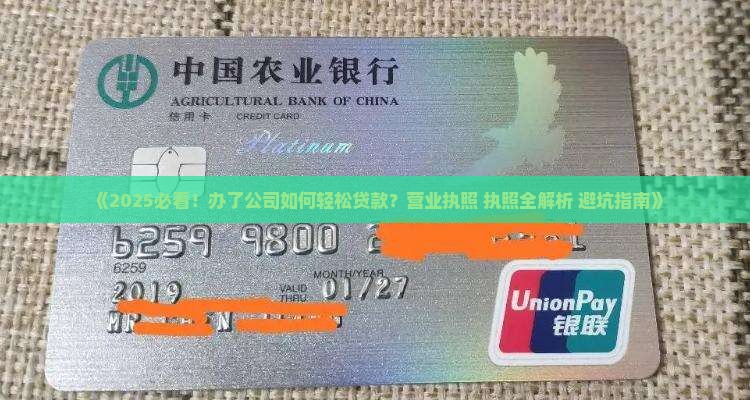 中国农业银行
AGRICULTURAL BANK OF CHINA
信用卡 CREDIT CARD
Platinum
《2025必看！办了公司如何轻松贷款？营业执照 执照全解析 避坑指南》
6259 9800
6259
MONTH/YEAR
2019 VALID THRU 01/27
UnionPay
银联